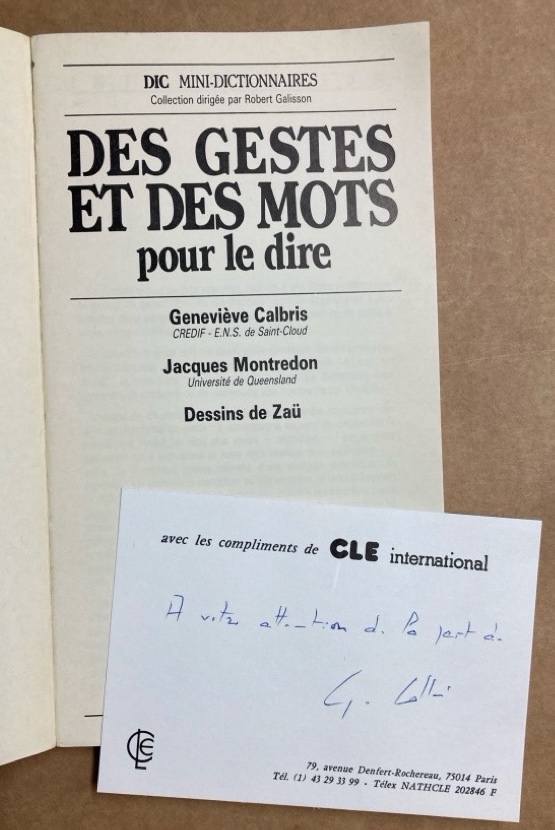 DIC MINI-DICTIONNAIRES
Collection dirigée par Robert Galisson
DES GESTES
ET DES MOTS
pour le dire
Geneviève Calbris
CREDIF - E.N.S. de Saint-Cloud
Jacques Montredon
Université de Queensland
Dessins de Zaü
avec les compliments de CLE international
A votre attention de la part de
G. Calbris
CLE
79, avenue Denfert-Rochereau, 75014 Paris
Tél. (1) 43 29 33 99 - Télex NATHCLE 202846 F